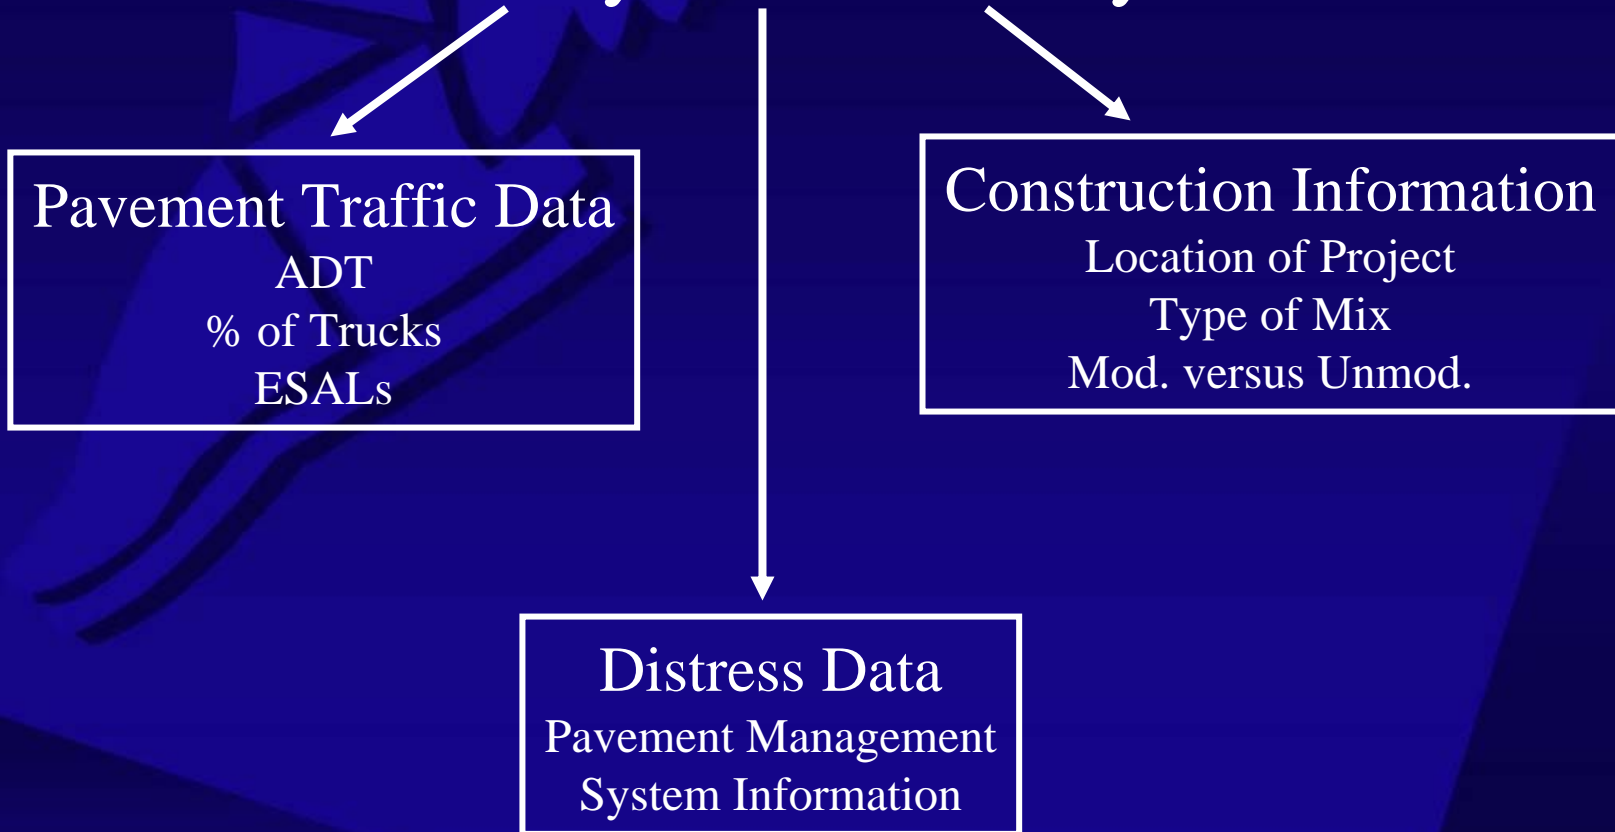 Pavement Traffic Data
ADT
% of Trucks
ESALs
Construction Information
Location of Project
Type of Mix
Mod. versus Unmod.
Distress Data
Pavement Management
System Information